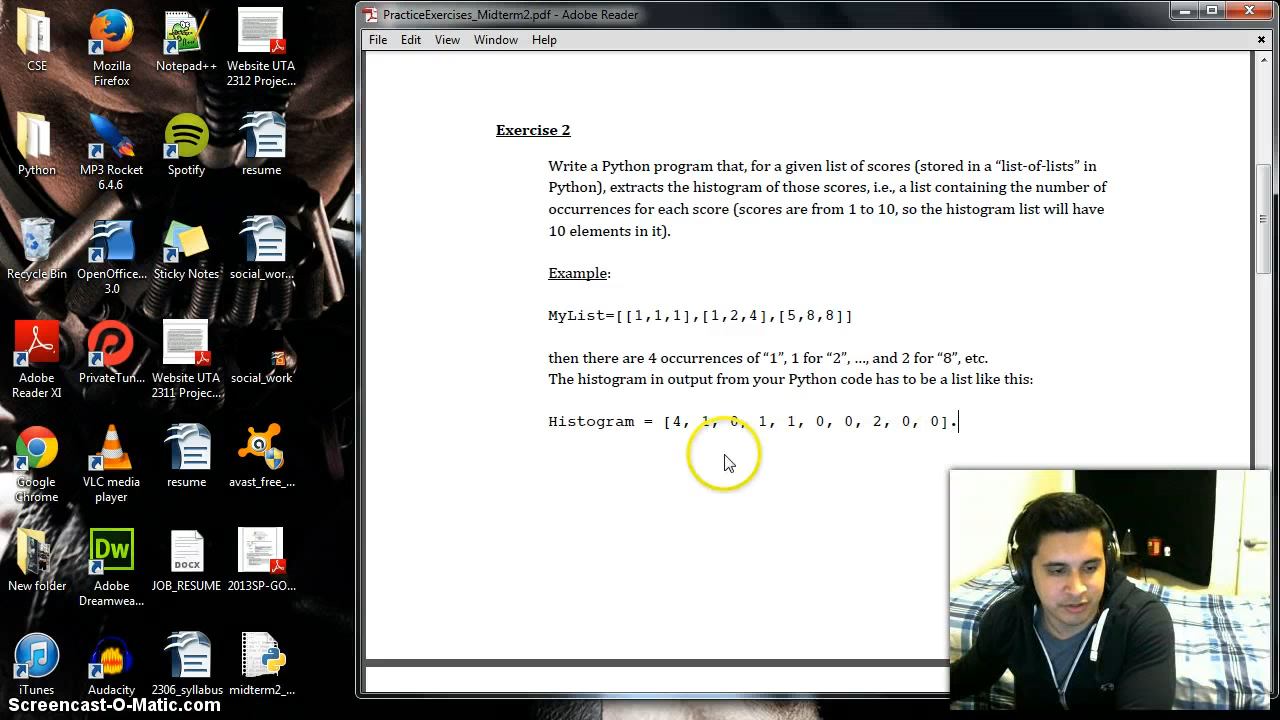 PracticeExercises_Midterm2.pdf - Adobe Reader
File Edit View Window Help
Exercise 2
Write a Python program that, for a given list of scores (stored in a “list-of-lists” in
Python), extracts the histogram of those scores, i.e., a list containing the number of
occurrences for each score (scores are from 1 to 10, so the histogram list will have
10 elements in it).
Example:
MyList=[[1,1,1],[1,2,4],[5,8,8]]
then there are 4 occurrences of “1”, 1 for “2”, …, and 2 for “8”, etc.
The histogram in output from your Python code has to be a list like this:
Histogram = [4, 1, 0, 1, 1, 0, 0, 2, 0, 0].
CSE
Mozilla
Firefox
Notepad++
Website UTA
2312 Projec...
Python
MP3 Rocket
6.4.6
Spotify
resume
Recycle Bin
OpenOffice...
3.0
Sticky Notes
social_wor...
Adobe
Reader XI
PrivateTun...
Website UTA
2311 Projec...
social_work
Google
Chrome
VLC media
player
resume
avast_free_...
New folder
Adobe
Dreamwea...
JOB_RESUME
2013SP-GO...
iTunes
Audacity
2306_syllabus
midterm2_...
Dw
DOCX
Screencast-O-Matic.com